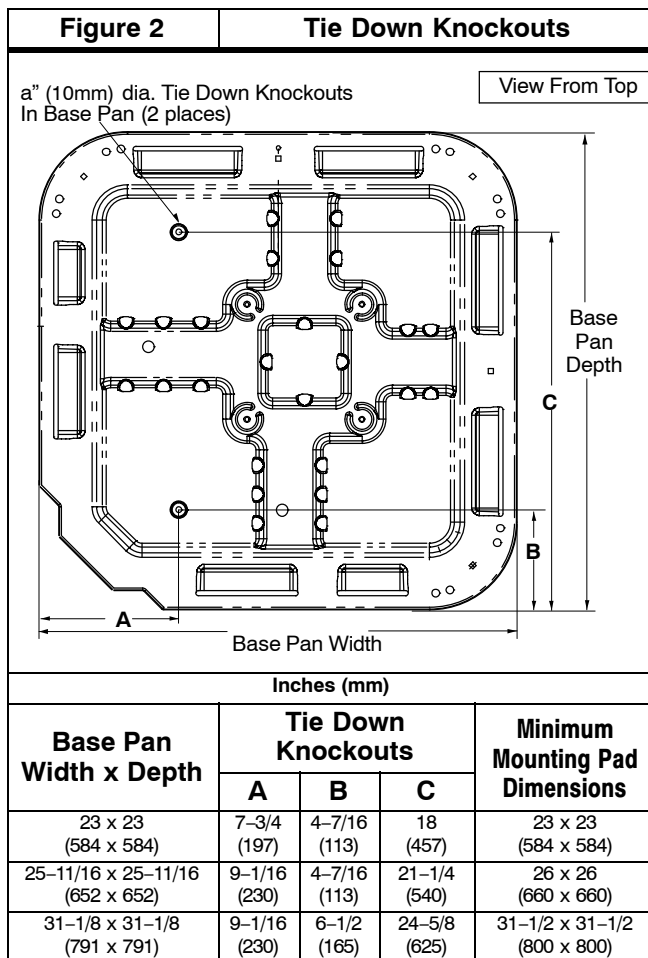 Figure 2
Tie Down Knockouts
a” (10mm) dia. Tie Down Knockouts
In Base Pan (2 places)
View From Top
Base
Pan
Depth
C
B
A
Base Pan Width
Inches (mm)
Base Pan
Width x Depth
Tie Down
Knockouts
Minimum
Mounting Pad
Dimensions
A B C
23 x 23 7–3/4 4–7/16 18 23 x 23
(584 x 584) (197) (113) (457) (584 x 584)
25–11/16 x 25–11/16 9–1/16 4–7/16 21–1/4 26 x 26
(652 x 652) (230) (113) (540) (660 x 660)
31–1/8 x 31–1/8 9–1/16 6–1/2 24–5/8 31–1/2 x 31–1/2
(791 x 791) (230) (165) (625) (800 x 800)